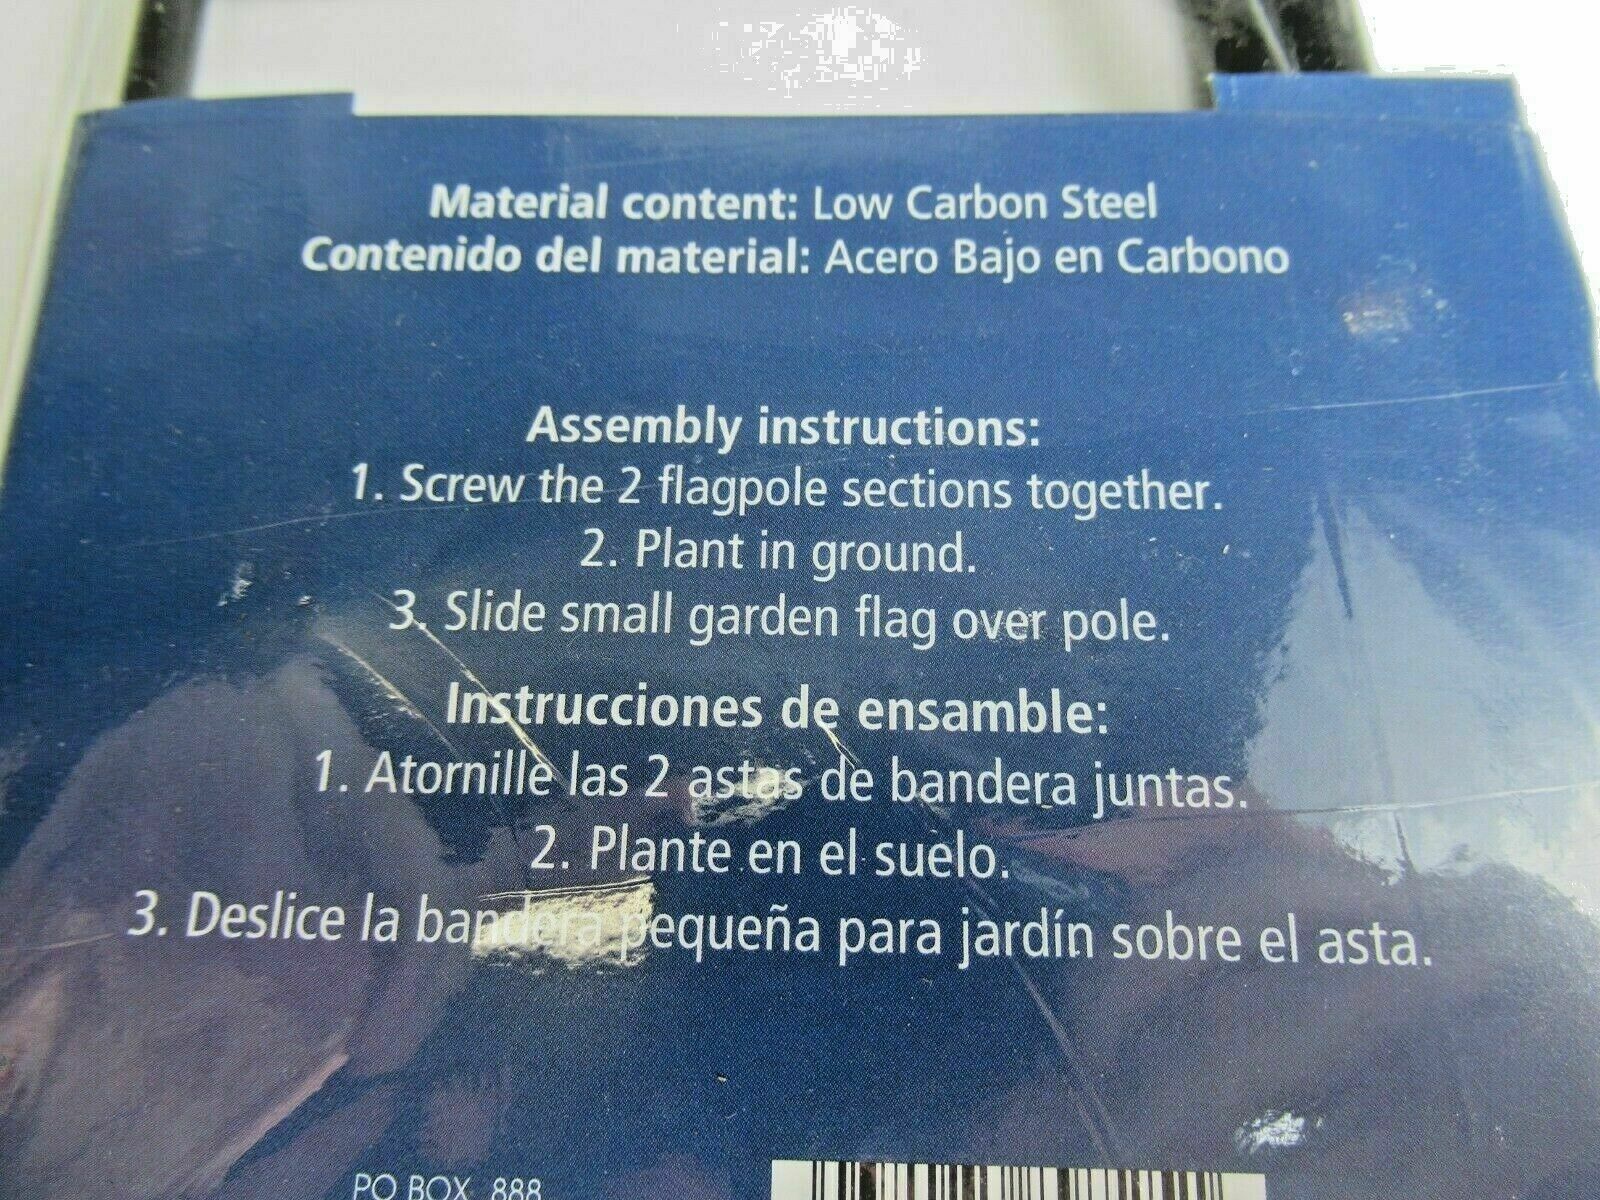 Material content: Low Carbon Steel
Contenido del material: Acero Bajo en Carbono
Assembly instructions:
1. Screw the 2 flagpole sections together.
2. Plant in ground.
3. Slide small garden flag over pole.
Instrucciones de ensamble:
1. Atornille las 2 astas de bandera juntas.
2. Plante en el suelo.
3. Deslice la bandera pequeña para jardín sobre el asta.
PO BOX 888